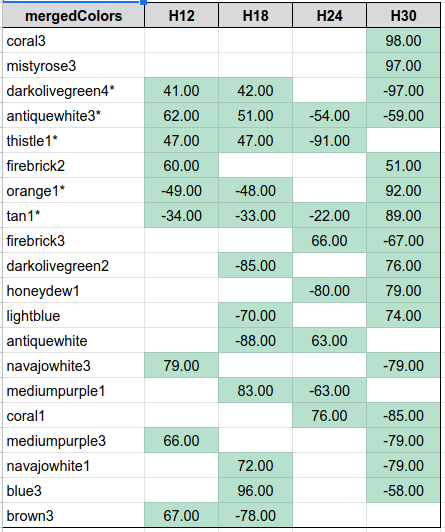 mergedColors H12 H18 H24 H30
coral3 98.00
mistyrose3 97.00
darkolivegreen4* 41.00 42.00 -97.00
antiquewhite3* 62.00 51.00 -54.00 -59.00
thistle1* 47.00 47.00 -91.00
firebrick2 60.00 51.00
orange1* -49.00 -48.00 92.00
tan1* -34.00 -33.00 -22.00 89.00
firebrick3 66.00 -67.00
darkolivegreen2 -85.00 76.00
honeydew1 -80.00 79.00
lightblue -70.00 74.00
antiquewhite -88.00 63.00
navajowhite3 79.00 -79.00
mediumpurple1 83.00 -63.00
coral1 76.00 -85.00
mediumpurple3 66.00 -79.00
navajowhite1 72.00 -79.00
blue3 96.00 -58.00
brown3 67.00 -78.00